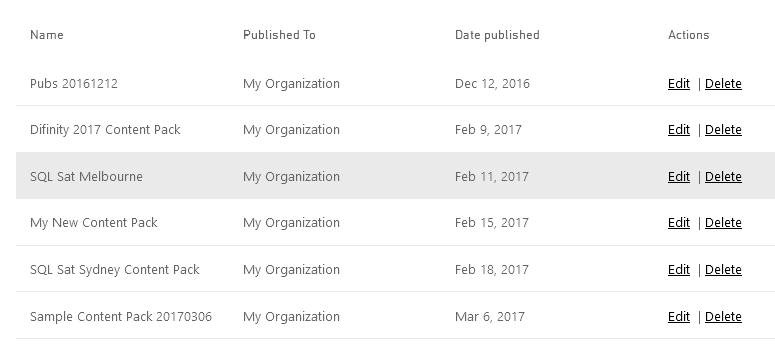 Name Published To Date published Actions
Pubs 20161212 My Organization Dec 12, 2016 Edit | Delete
Difinity 2017 Content Pack My Organization Feb 9, 2017 Edit | Delete
SQL Sat Melbourne My Organization Feb 11, 2017 Edit | Delete
My New Content Pack My Organization Feb 15, 2017 Edit | Delete
SQL Sat Sydney Content Pack My Organization Feb 18, 2017 Edit | Delete
Sample Content Pack 20170306 My Organization Mar 6, 2017 Edit | Delete